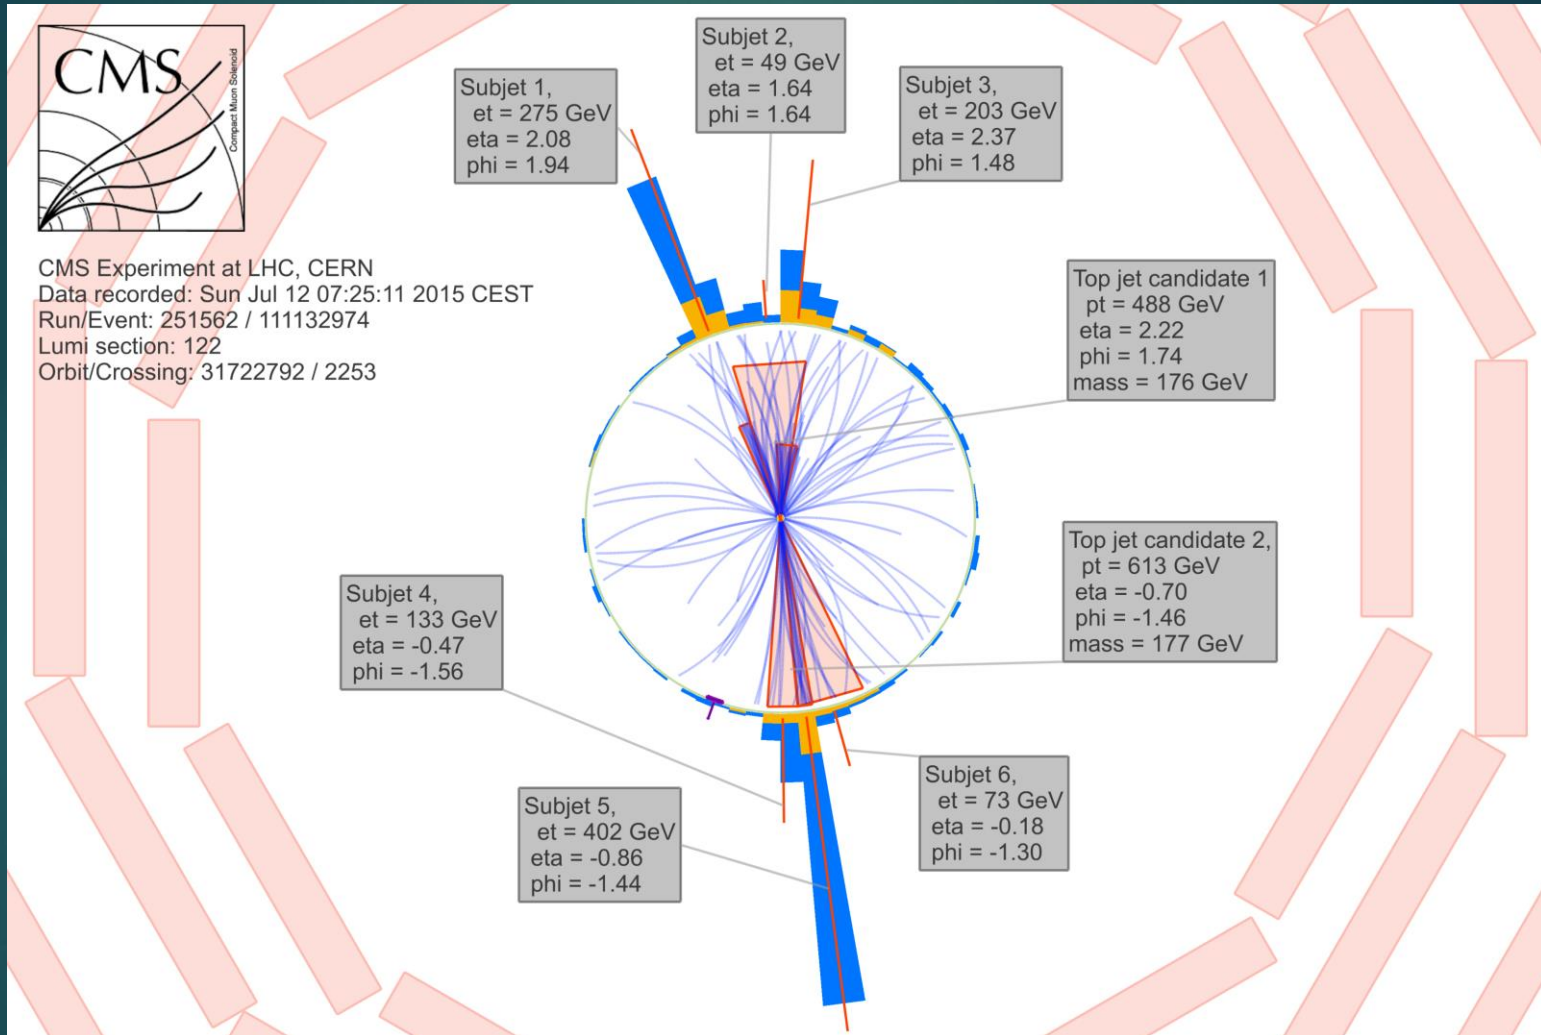 CMS
Compact Muon Solenoid
CMS Experiment at LHC, CERN
Data recorded: Sun Jul 12 07:25:11 2015 CEST
Run/Event: 251562 / 111132974
Lumi section: 122
Orbit/Crossing: 31722792 / 2253
Subjet 1,
et = 275 GeV
eta = 2.08
phi = 1.94
Subjet 2,
et = 49 GeV
eta = 1.64
phi = 1.64
Subjet 3,
et = 203 GeV
eta = 2.37
phi = 1.48
Top jet candidate 1
pt = 488 GeV
eta = 2.22
phi = 1.74
mass = 176 GeV
Top jet candidate 2,
pt = 613 GeV
eta = -0.70
phi = -1.46
mass = 177 GeV
Subjet 4,
et = 133 GeV
eta = -0.47
phi = -1.56
Subjet 5,
et = 402 GeV
eta = -0.86
phi = -1.44
Subjet 6,
et = 73 GeV
eta = -0.18
phi = -1.30